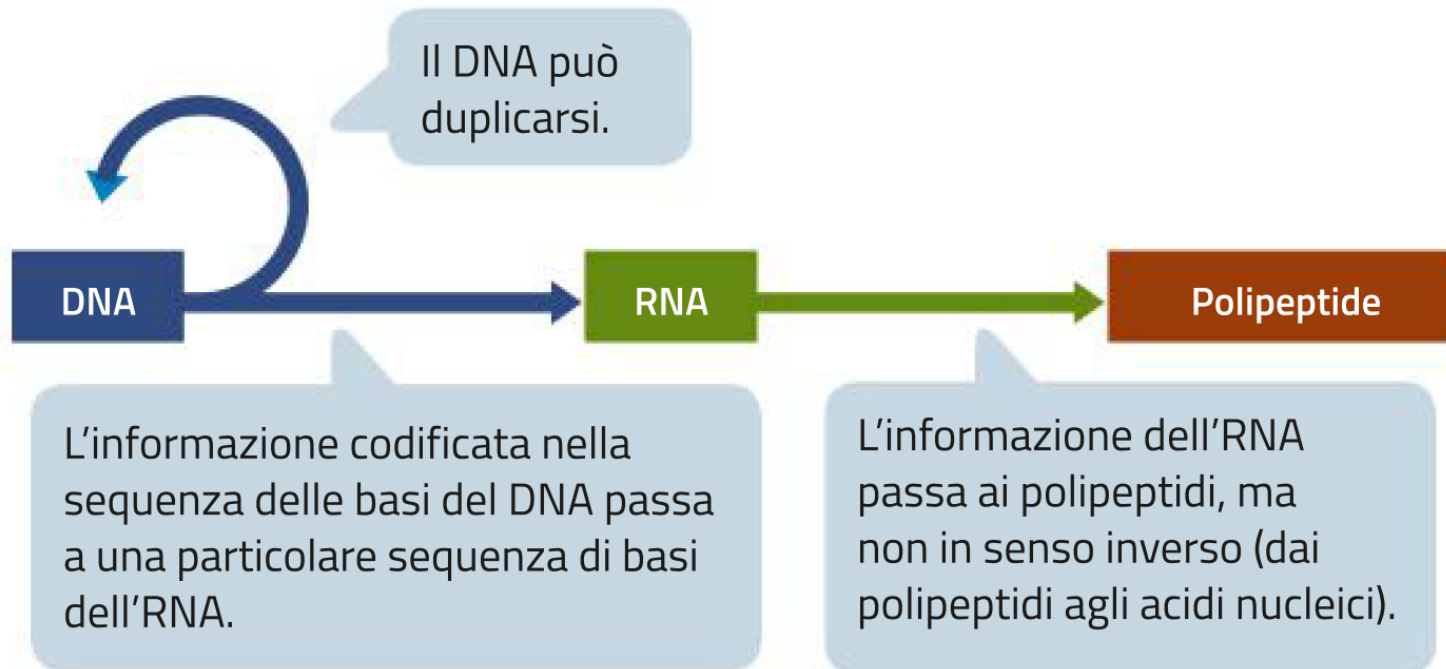 Il DNA può
duplicarsi.
DNA
RNA
Polipeptide
L'informazione codificata nella
sequenza delle basi del DNA passa
a una particolare sequenza di basi
dell'RNA.
L'informazione dell'RNA
passa ai polipeptidi, ma
non in senso inverso (dai
polipeptidi agli acidi nucleici).